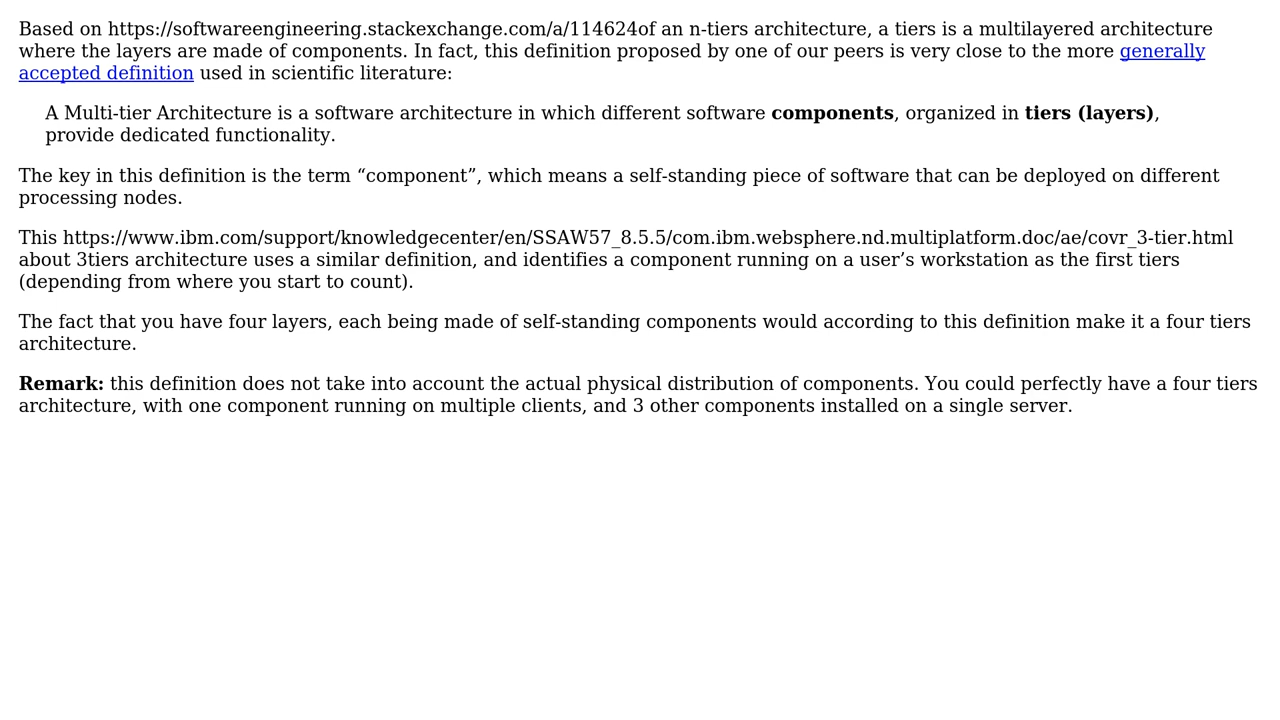 Based on https://softwareengineering.stackexchange.com/a/114624of an n-tiers architecture, a tiers is a multilayered architecture
where the layers are made of components. In fact, this definition proposed by one of our peers is very close to the more generally
accepted definition used in scientific literature:
A Multi-tier Architecture is a software architecture in which different software components, organized in tiers (layers),
provide dedicated functionality.
The key in this definition is the term “component”, which means a self-standing piece of software that can be deployed on different
processing nodes.
This https://www.ibm.com/support/knowledgecenter/en/SSAW57_8.5.5/com.ibm.websphere.nd.multiplatform.doc/ae/covr_3-tier.html
about 3tiers architecture uses a similar definition, and identifies a component running on a user’s workstation as the first tiers
(depending from where you start to count).
The fact that you have four layers, each being made of self-standing components would according to this definition make it a four tiers
architecture.
Remark: this definition does not take into account the actual physical distribution of components. You could perfectly have a four tiers
architecture, with one component running on multiple clients, and 3 other components installed on a single server.